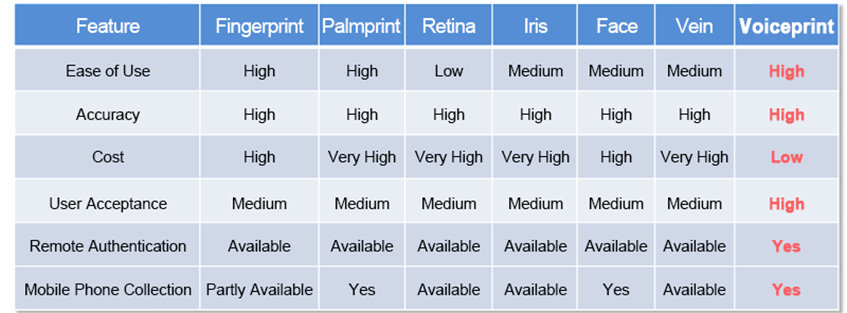 Feature Fingerprint Palmprint Retina Iris Face Vein Voiceprint
Ease of Use High High Low Medium Medium Medium High
Accuracy High High High High High High High
Cost High Very High Very High Very High High Very High Low
User Acceptance Medium Medium Medium Medium Medium Medium High
Remote Authentication Available Available Available Available Available Available Yes
Mobile Phone Collection Partly Available Yes Available Available Yes Available Yes